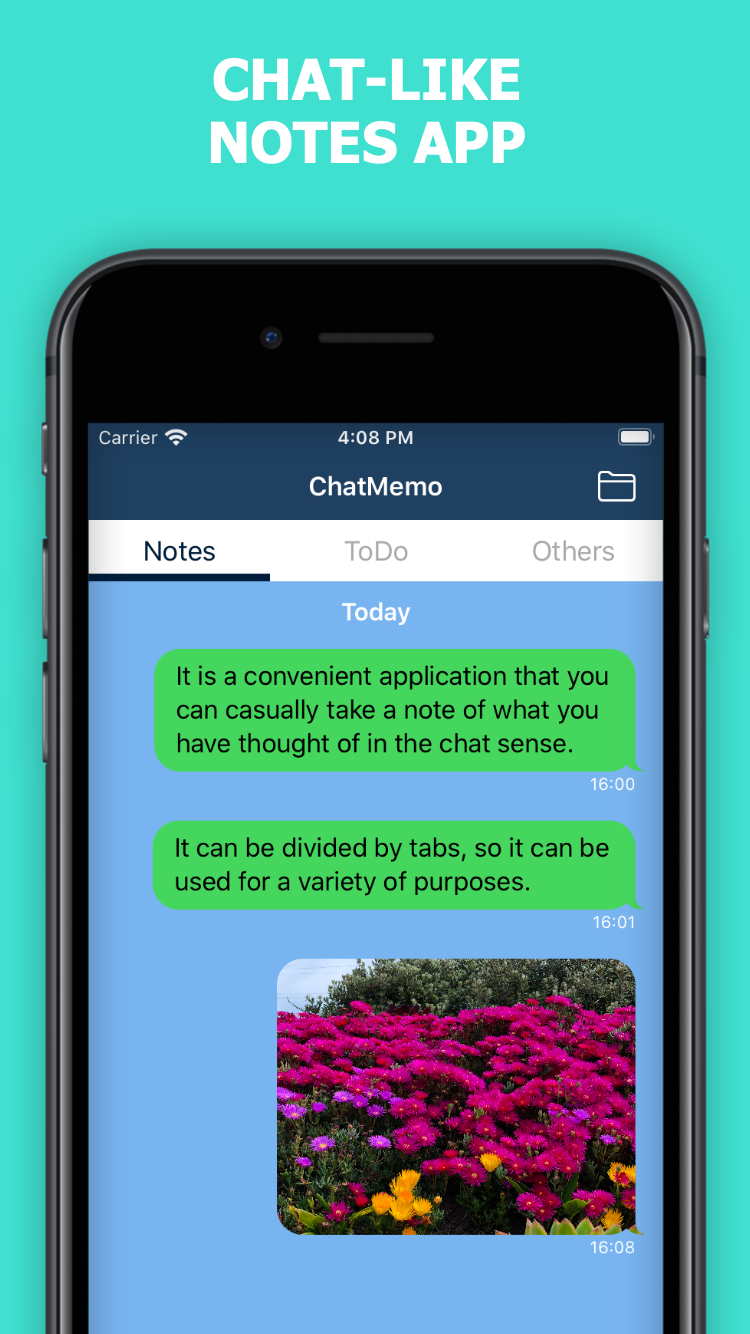 CHAT-LIKE
NOTES APP
Carrier 4:08 PM
ChatMemo
Notes ToDo Others
Today
It is a convenient application that you
can casually take a note of what you
have thought of in the chat sense.
16:00
It can be divided by tabs, so it can be
used for a variety of purposes.
16:01
16:08